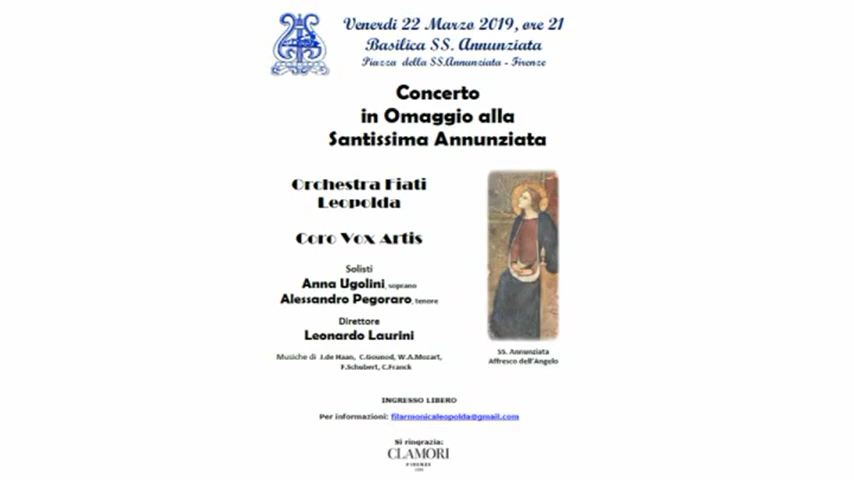 Venerdi 22 Marzo 2019, ore 21
Basilica SS. Annunziata
Piazza della SS.Annunziata - Firenze
Concerto
in Omaggio alla
Santissima Annunziata
Orchestra Fiati
Leopolda
Coro Vox Artis
Solisti
Anna Ugolini, soprano
Alessandro Pegoraro, tenore
Direttore
Leonardo Laurini
Musiche di J.de Haan, C.Gounod, W.A.Mozart,
F.Schubert, C.Franck
SS. Annunziata
Affresco dell'Angelo
INGRESSO LIBERO
Per informazioni: filarmonicaleopolda@gmail.com
Si ringrazia:
CLAMORI
FIRENZE